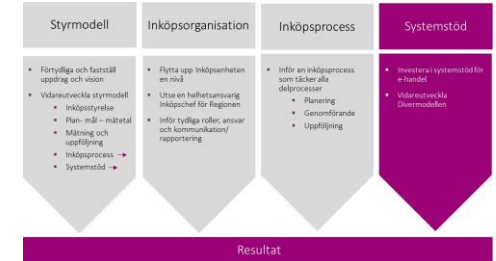 Styrmodell
Förtydliga och fastställ
uppdrag och vision
Vidareutveckla styrmodell
Inköpsstyrelse
Plan- mål – mätetal
Mätning och
uppföljning
Inköpsprocess →
Systemstöd →
Inköpsorganisation
Flytta upp Inköpsenheten
en nivå
Utse en helhetsansvarig
Inköpschef för Regionen
Inför tydliga roller, ansvar
och kommunikation/
rapportering
Inköpsprocess
Inför en inköpsprocess
som täcker alla
delprocesser
Planering
Genomförande
Uppföljning
Systemstöd
Investera i systemstöd för
e-handel
Vidareutveckla
Divermodellen
Resultat